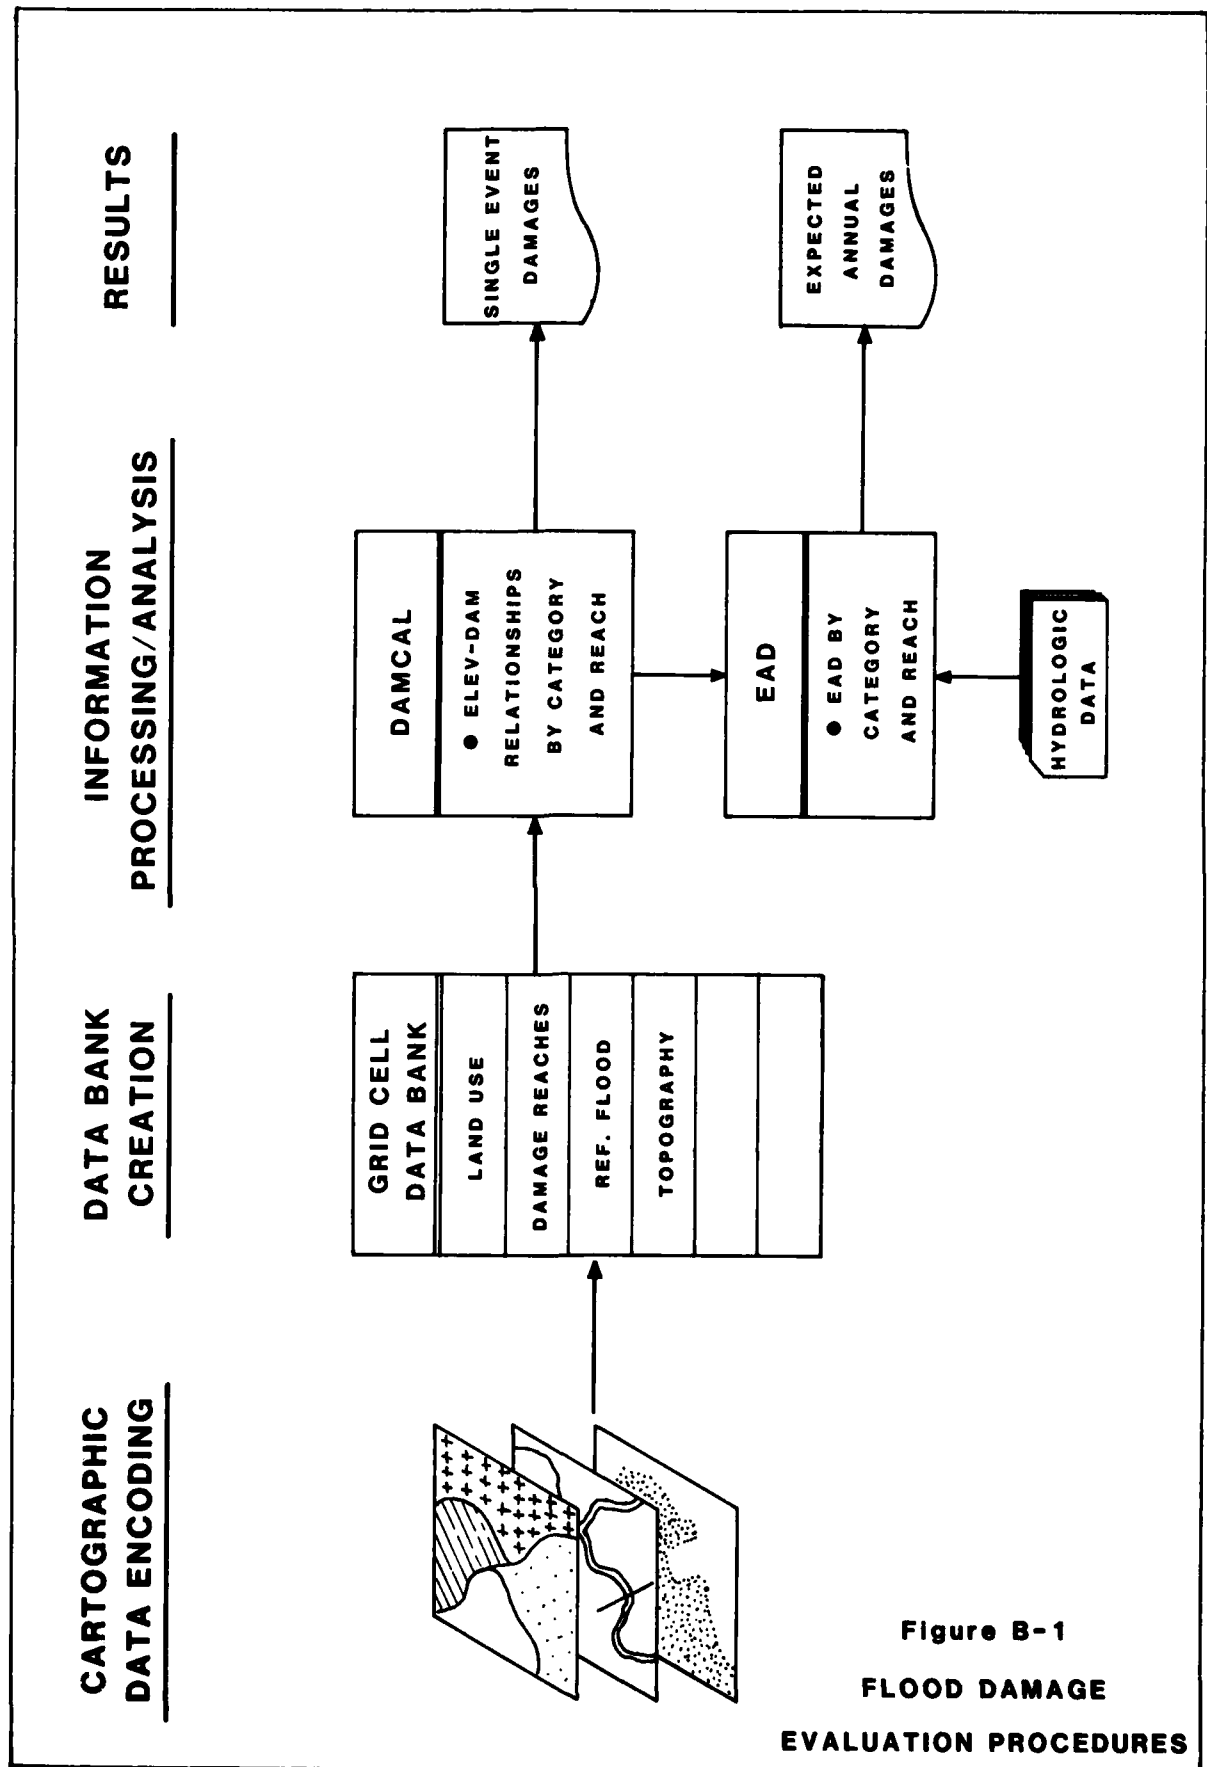 CARTOGRAPHIC
DATA ENCODING
DATA BANK
CREATION
INFORMATION
PROCESSING/ANALYSIS
RESULTS
GRID CELL
DATA BANK
LAND USE
DAMAGE REACHES
REF. FLOOD
TOPOGRAPHY
DAMCAL
● ELEV-DAM
RELATIONSHIPS
BY CATEGORY
AND REACH
EAD
● EAD BY
CATEGORY
AND REACH
HYDROLOGIC
DATA
SINGLE EVENT
DAMAGES
EXPECTED
ANNUAL
DAMAGES
Figure B-1
FLOOD DAMAGE
EVALUATION PROCEDURES